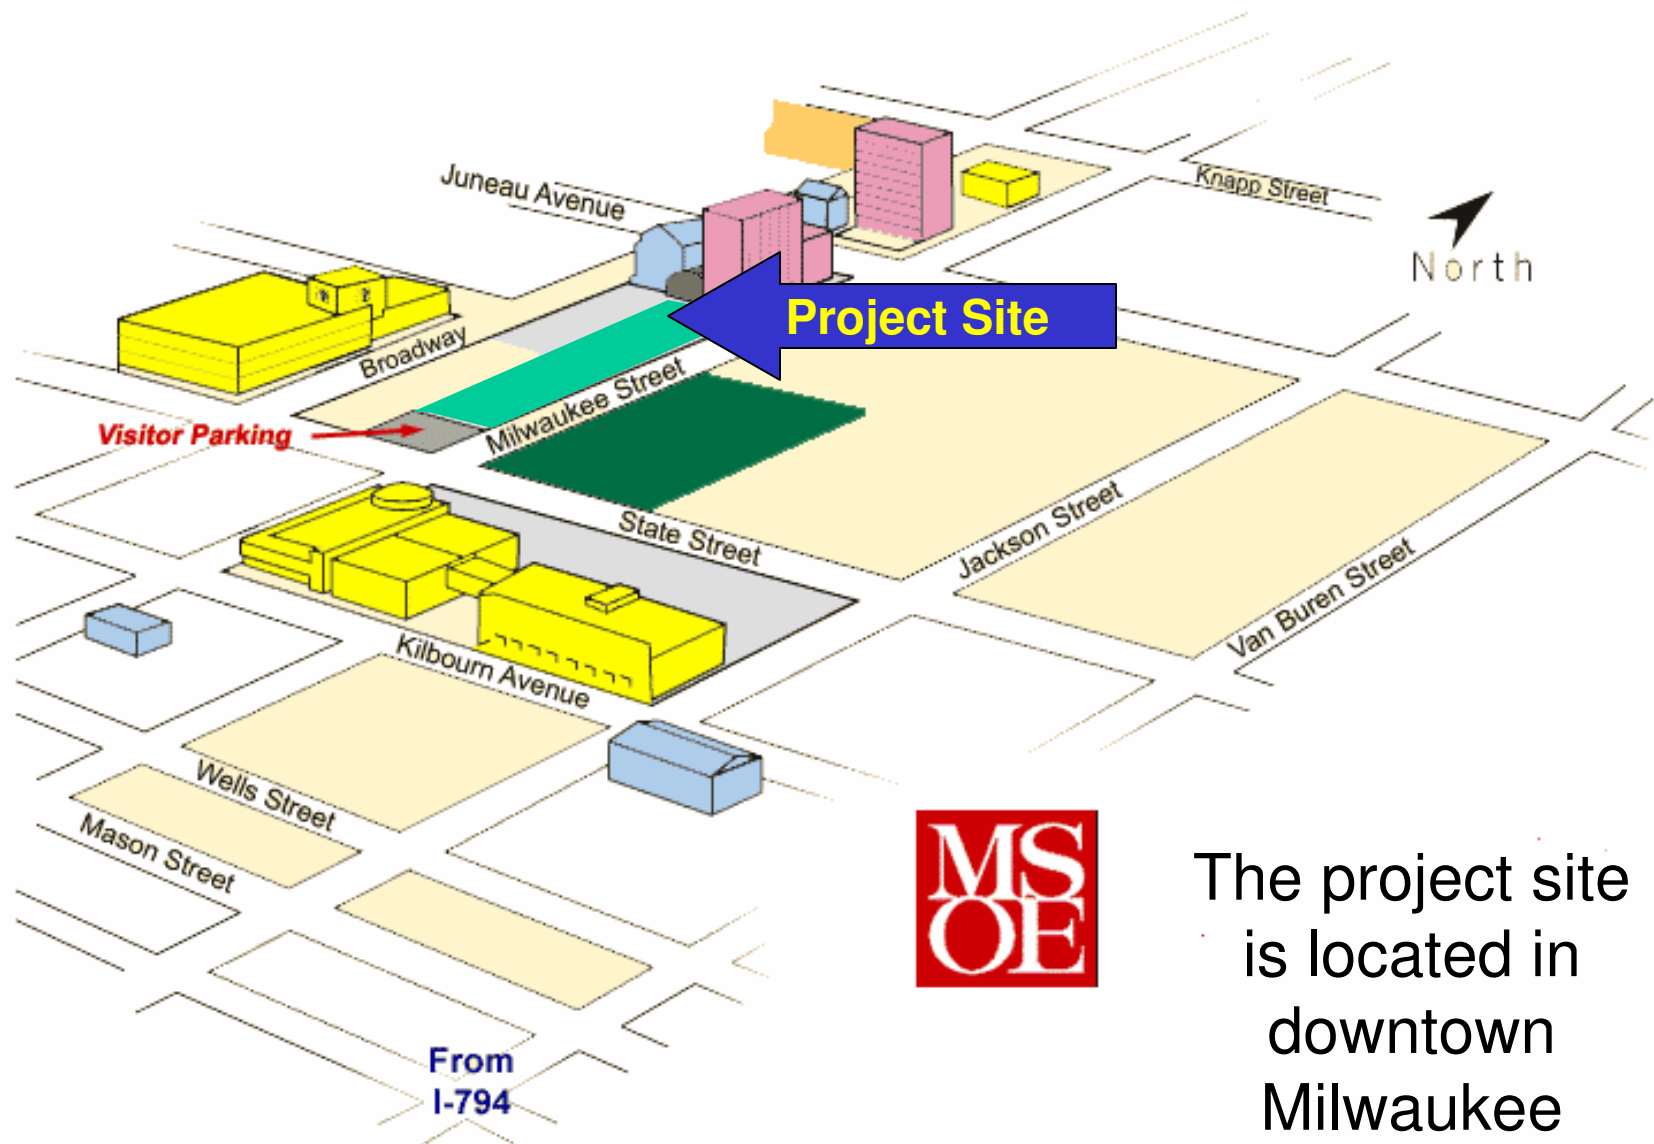 Juneau Avenue
Knapp Street
North
Project Site
Broadway
Milwaukee Street
Visitor Parking
State Street
Jackson Street
Van Buren Street
Kilbourn Avenue
Wells Street
Mason Street
MS
OE
The project site
is located in
downtown
Milwaukee
From
I-794